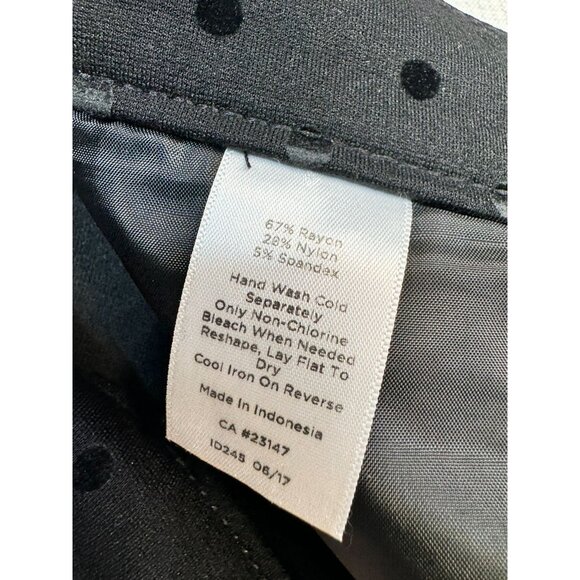 67% Rayon
28% Nylon
5% Spandex
Hand Wash Cold
Separately
Only Non-Chlorine
Bleach When Needed
Reshape, Lay Flat To
Dry
Cool Iron On Reverse
Made In Indonesia
CA #23147
ID248 06/17